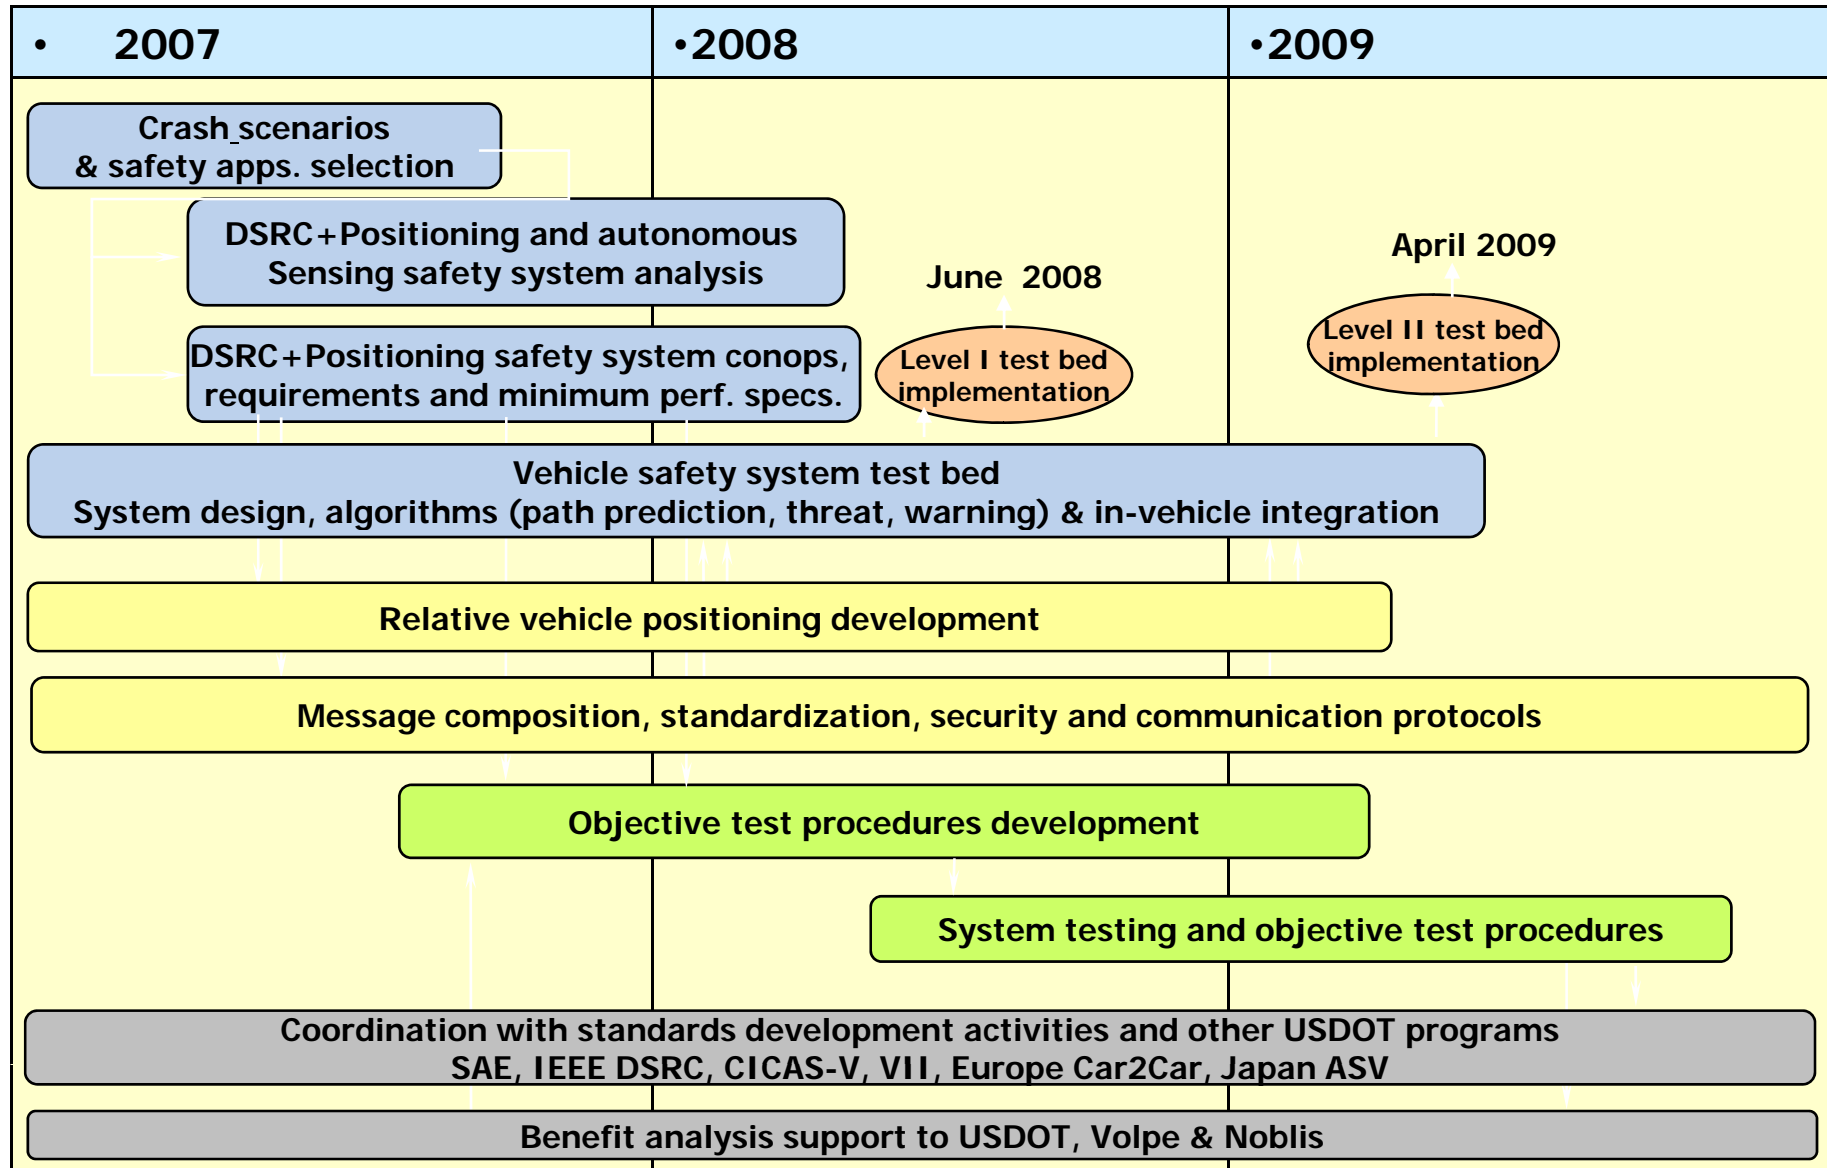 • 2007
•2008
•2009
Crash scenarios
& safety apps. selection
DSRC+Positioning and autonomous
Sensing safety system analysis
April 2009
June 2008
Level II test bed
implementation
DSRC+Positioning safety system conops,
requirements and minimum perf. specs.
Level I test bed
implementation
Vehicle safety system test bed
System design, algorithms (path prediction, threat, warning) & in-vehicle integration
Relative vehicle positioning development
Message composition, standardization, security and communication protocols
Objective test procedures development
System testing and objective test procedures
Coordination with standards development activities and other USDOT programs
SAE, IEEE DSRC, CICAS-V, VII, Europe Car2Car, Japan ASV
Benefit analysis support to USDOT, Volpe & Noblis